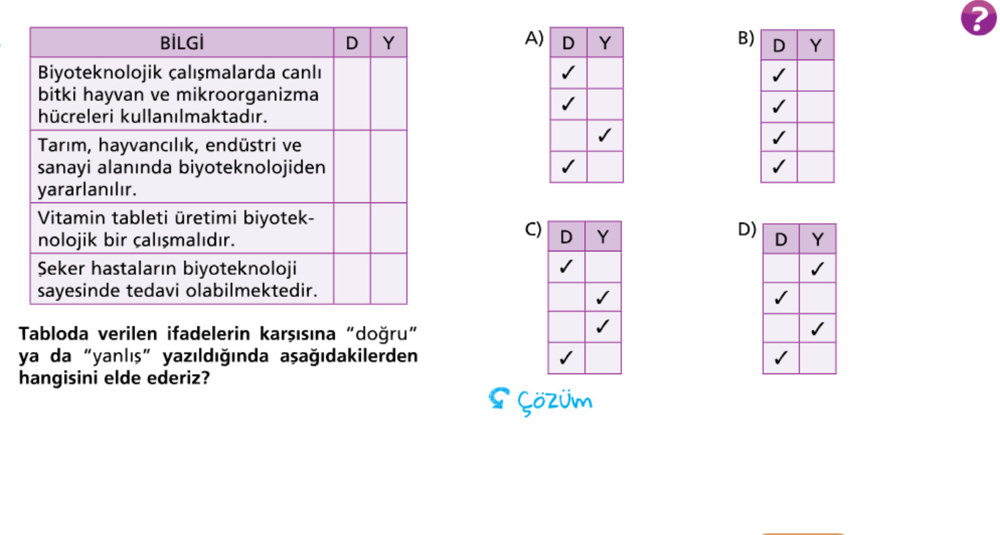 BİLGİ D Y
Biyoteknolojik çalışmalarda canlı
bitki hayvan ve mikroorganizma
hücreleri kullanılmaktadır.
Tarım, hayvancılık, endüstri ve
sanayi alanında biyoteknolojiden
yararlanılır.
Vitamin tableti üretimi biyotek-
nolojik bir çalışmalıdır.
Şeker hastaların biyoteknoloji
sayesinde tedavi olabilmektedir.
Tabloda verilen ifadelerin karşısına “doğru”
ya da “yanlış” yazıldığında aşağıdakilerden
hangisini elde ederiz?
A) D Y
✓
✓
✓
✓
B) D Y
✓
✓
✓
✓
C) D Y
✓
✓
✓
✓
D) D Y
✓
✓
✓
✓
Çözüm
?